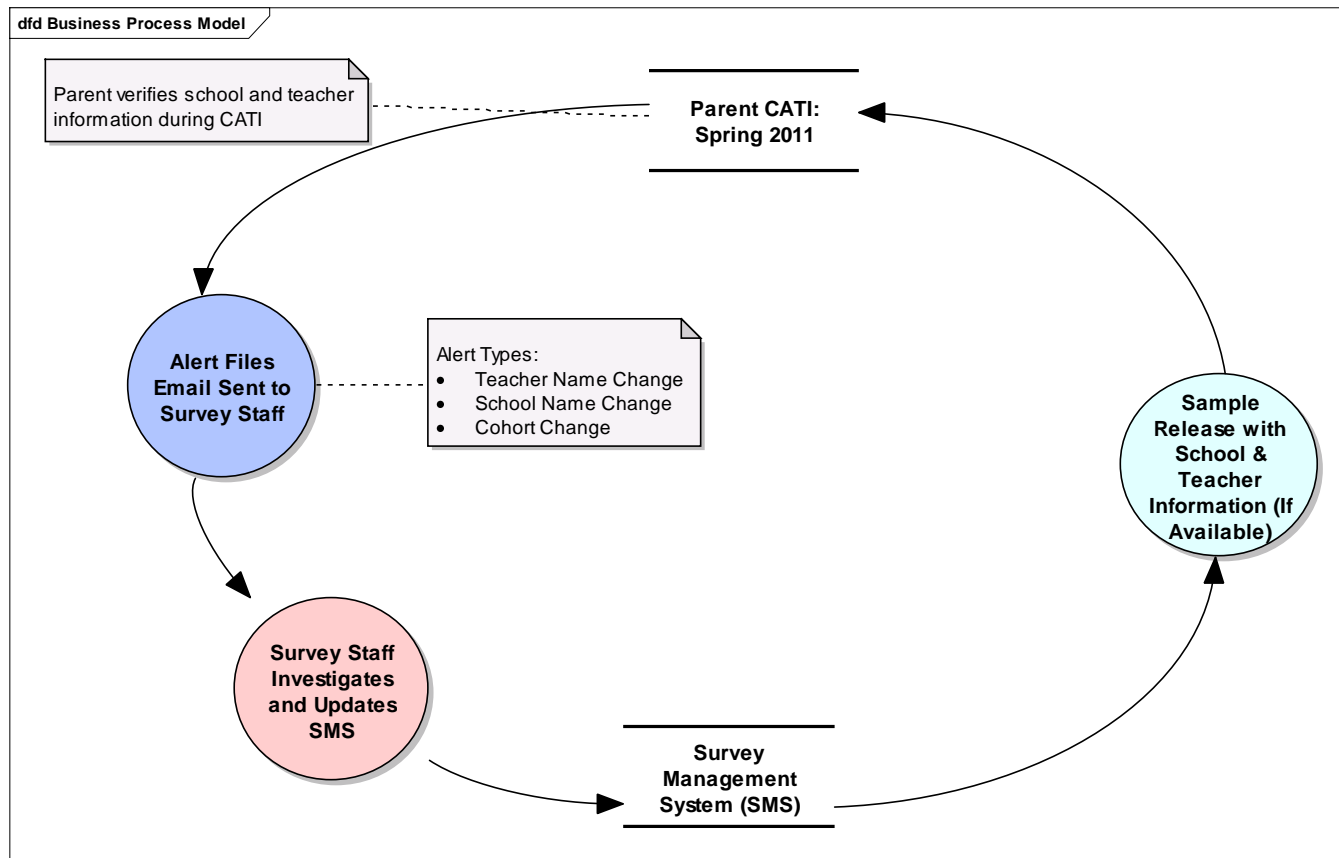 dfd Business Process Model
Parent verifies school and teacher
information during CATI
Parent CATI:
Spring 2011
Alert Files
Email Sent to
Survey Staff
Alert Types:
• Teacher Name Change
• School Name Change
• Cohort Change
Sample
Release with
School &
Teacher
Information (If
Available)
Survey Staff
Investigates
and Updates
SMS
Survey
Management
System (SMS)